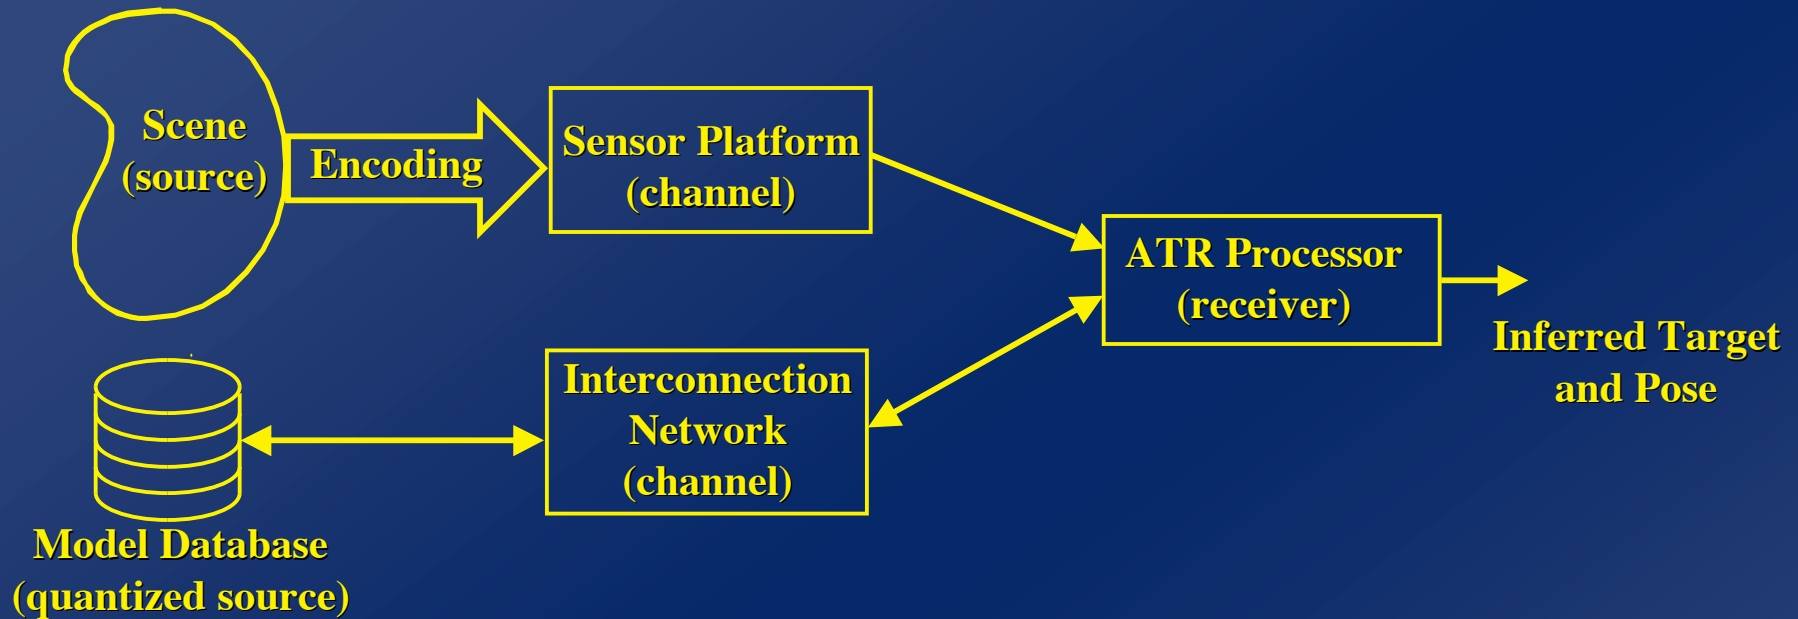 Scene
(source)
Encoding
Sensor Platform
(channel)
ATR Processor
(receiver)
Inferred Target
and Pose
Interconnection
Network
(channel)
Model Database
(quantized source)